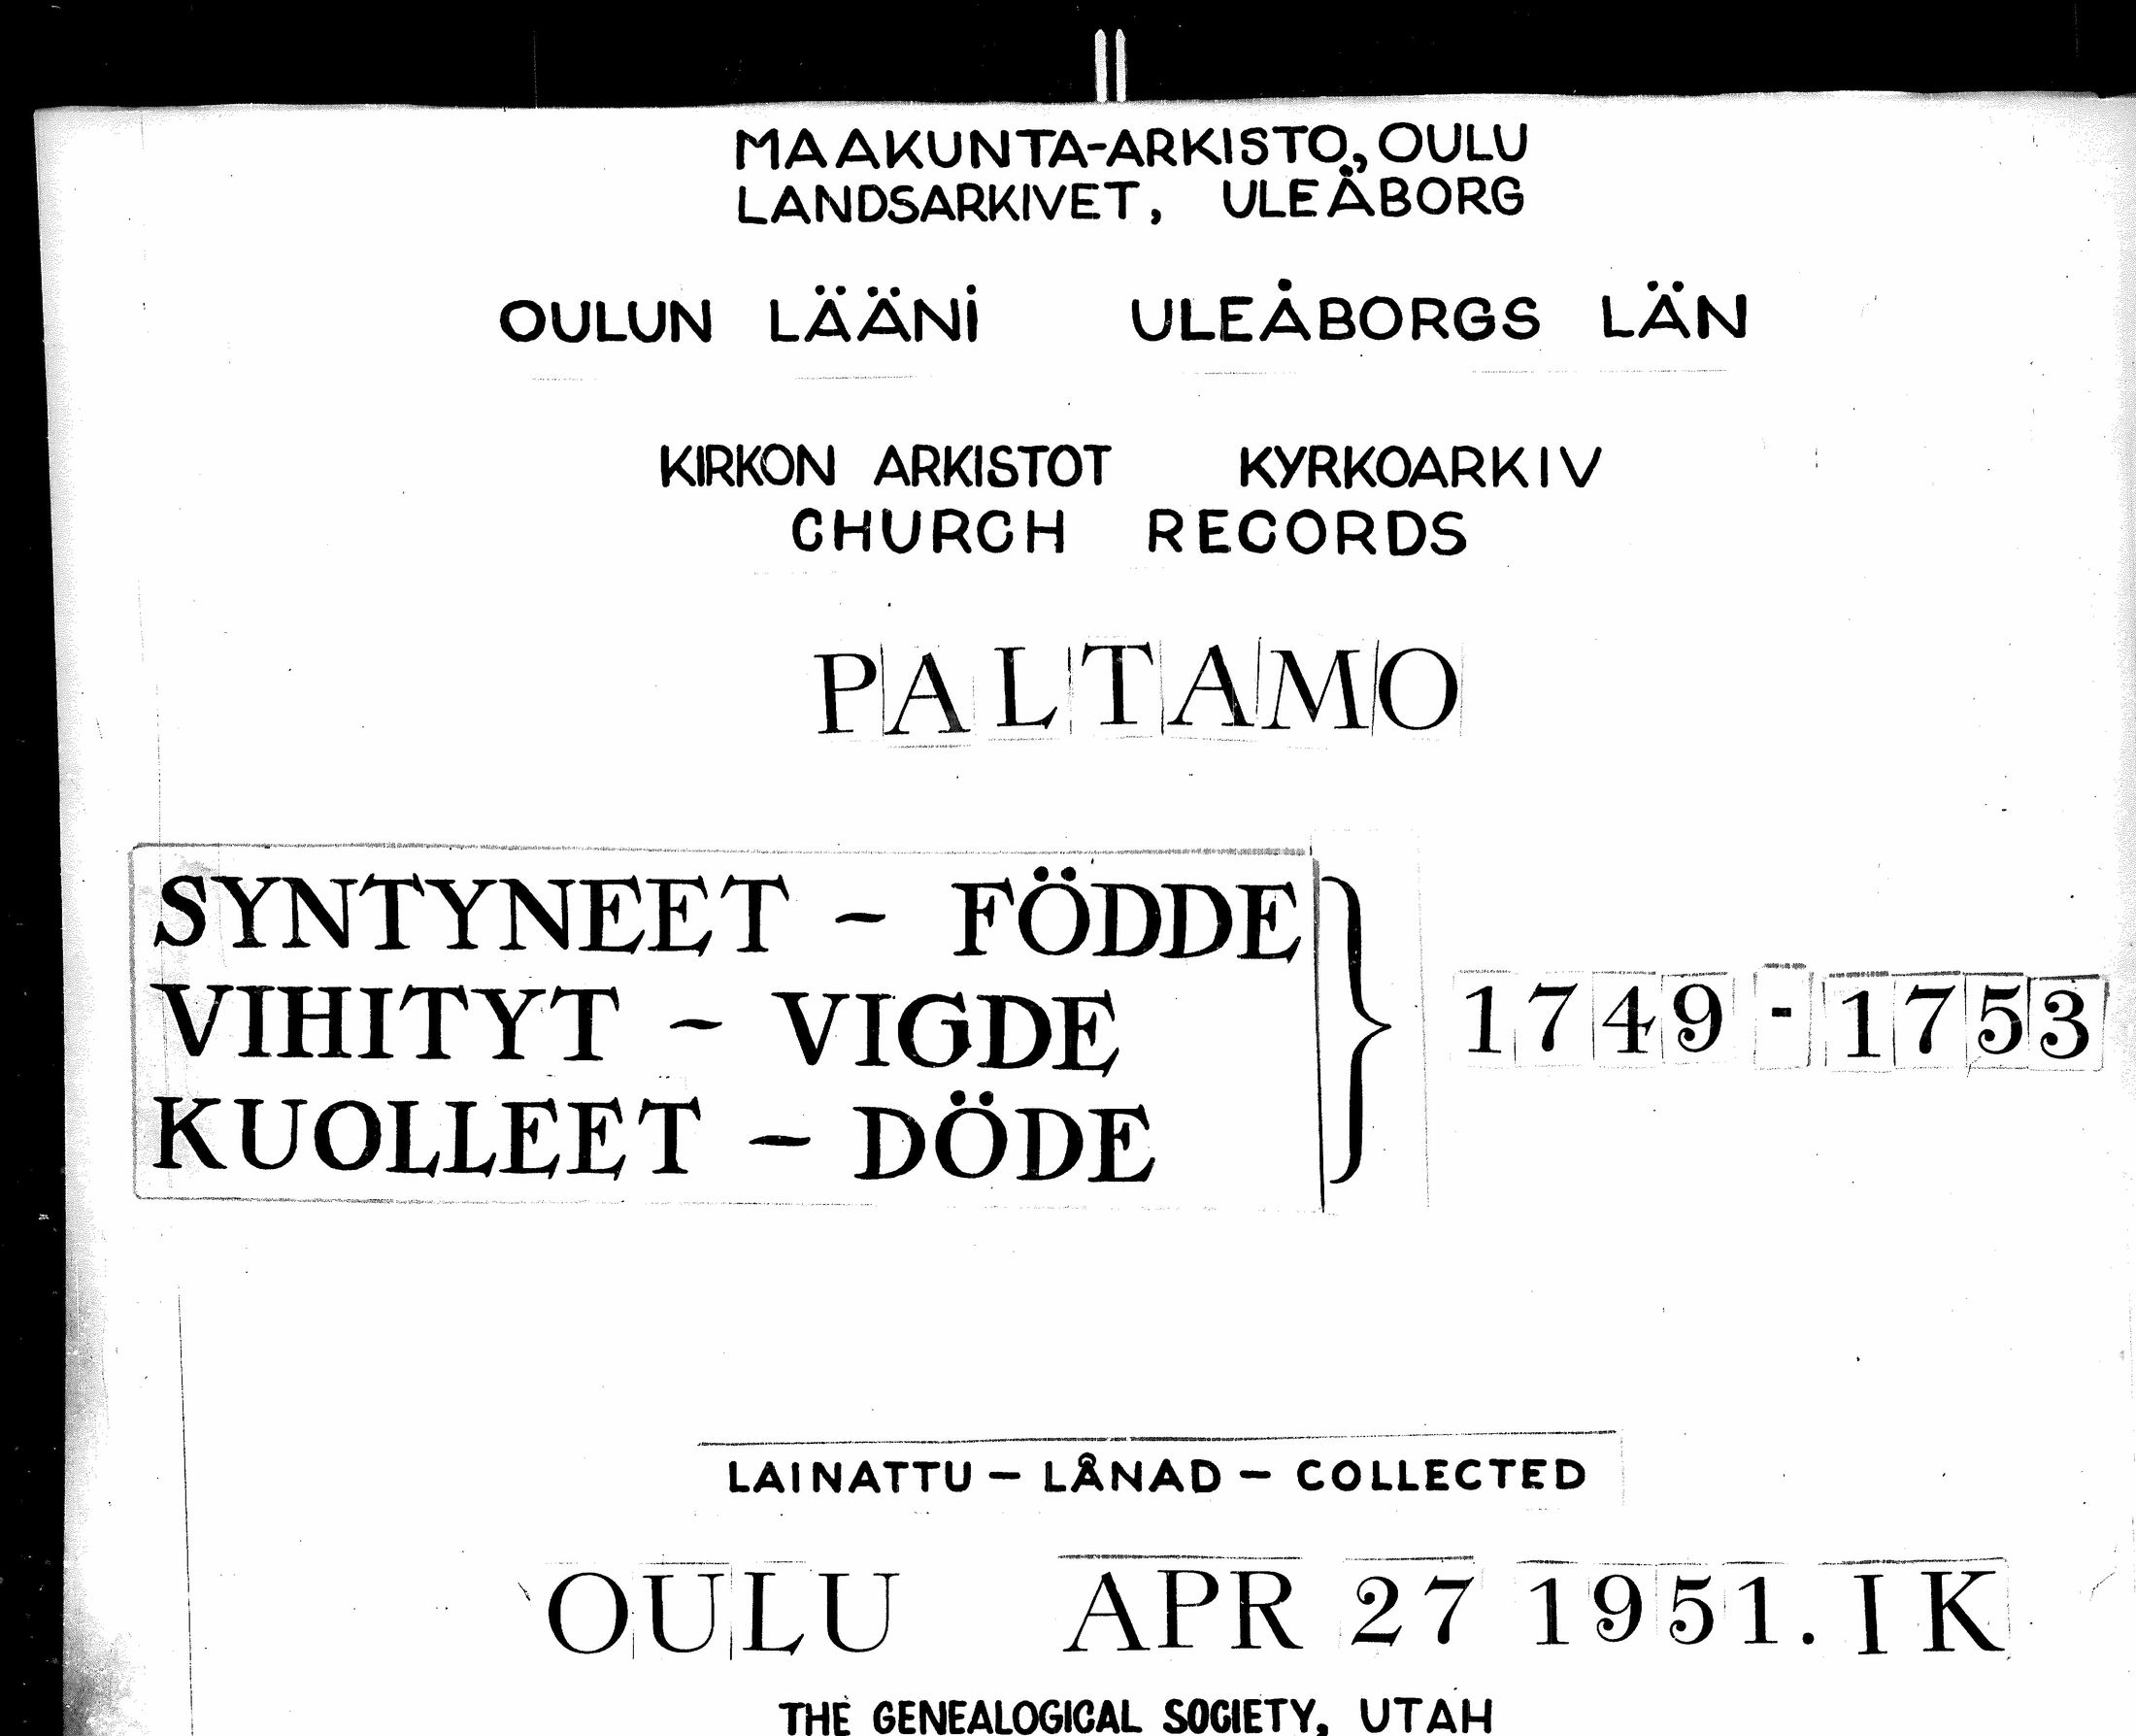 MAAKUNTA-ARKISTO, OULU
LANDSARKIVET, ULEÅBORG
OULUN LÄÄNI ULEÅBORGS LÄN
KIRKON ARKISTOT KYRKOARKIV
CHURCH RECORDS
PALTAMO
SYNTYNEET - FÖDDE
VIHITYT - VIGDE
KUOLLEET - DÖDE
1749 - 1753
LAINATTU — LÅNAD — COLLECTED
OULU APR 27 1951. IK
THE GENEALOGICAL SOCIETY, UTAH